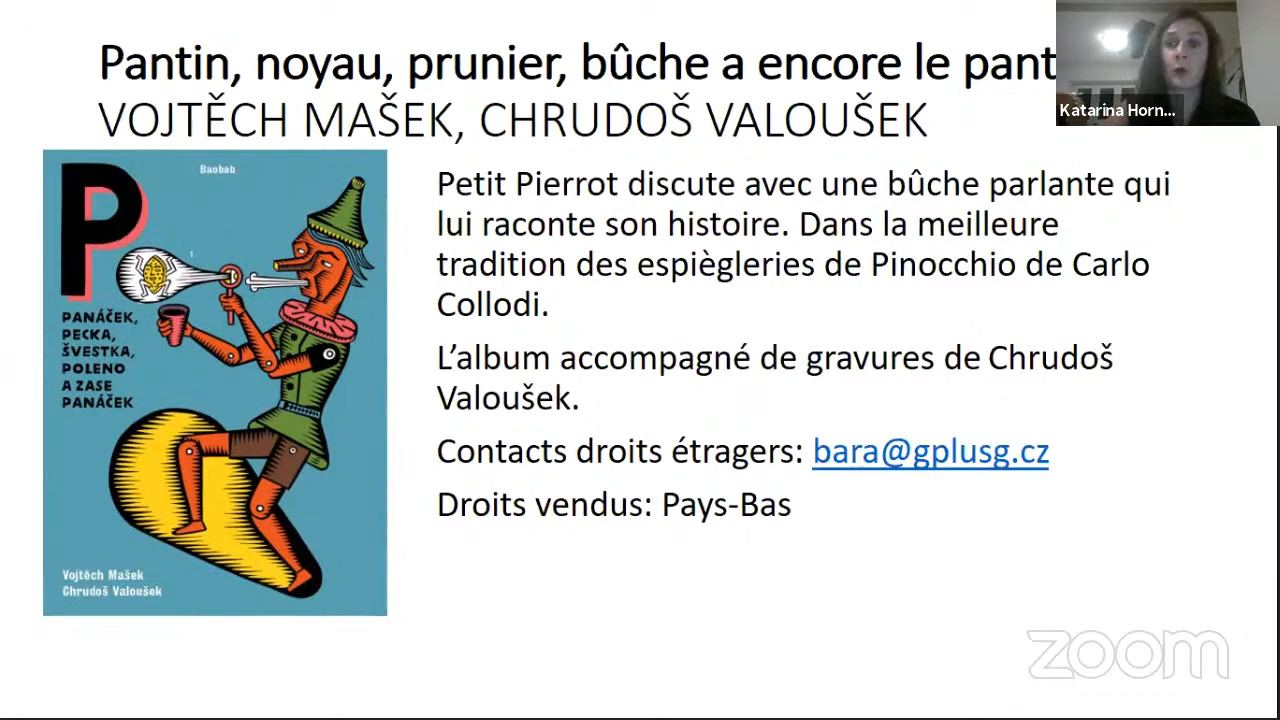 Pantin, noyau, prunier, bûche a encore le pant
VOJTĚCH MAŠEK, CHRUDOŠ VALOUŠEK
Katarina Horn...
Baobab
P
1
PANÁČEK,
PECKA,
ŠVESTKA,
POLENO
A ZASE
PANÁČEK
Vojtěch Mašek
Chrudoš Valoušek
Petit Pierrot discute avec une bûche parlante qui
lui raconte son histoire. Dans la meilleure
tradition des espiègleries de Pinocchio de Carlo
Collodi.
L’album accompagné de gravures de Chrudoš
Valoušek.
Contacts droits étragers: bara@gplusg.cz
Droits vendus: Pays-Bas
zoom